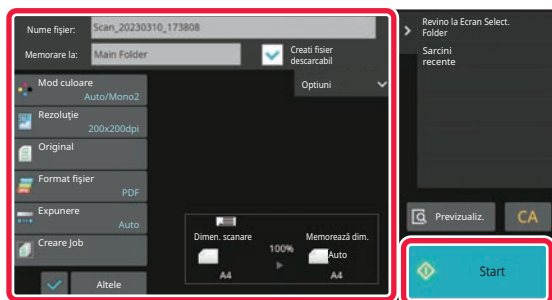 Nume fișier:
Scan_20230310_173808
Memorare la:
Main Folder
Creati fisier
descarcabil
Mod culoare
Auto/Mono2
Optiuni
Rezoluţie
200x200dpi
Original
Format fișier
PDF
Expunere
Auto
Creare Job
Altele
Dimen. scanare
100%
Memorează dim.
Auto
A4
A4
Revino la Ecran Select.
Folder
Sarcini
recente
Previzualiz.
CA
Start